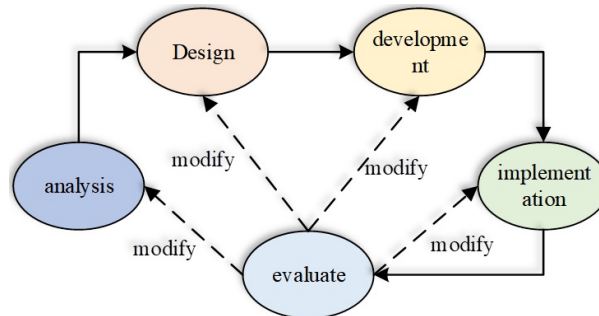 Design
developme
nt
modify
modify
analysis
implement
ation
modify
modify
evaluate